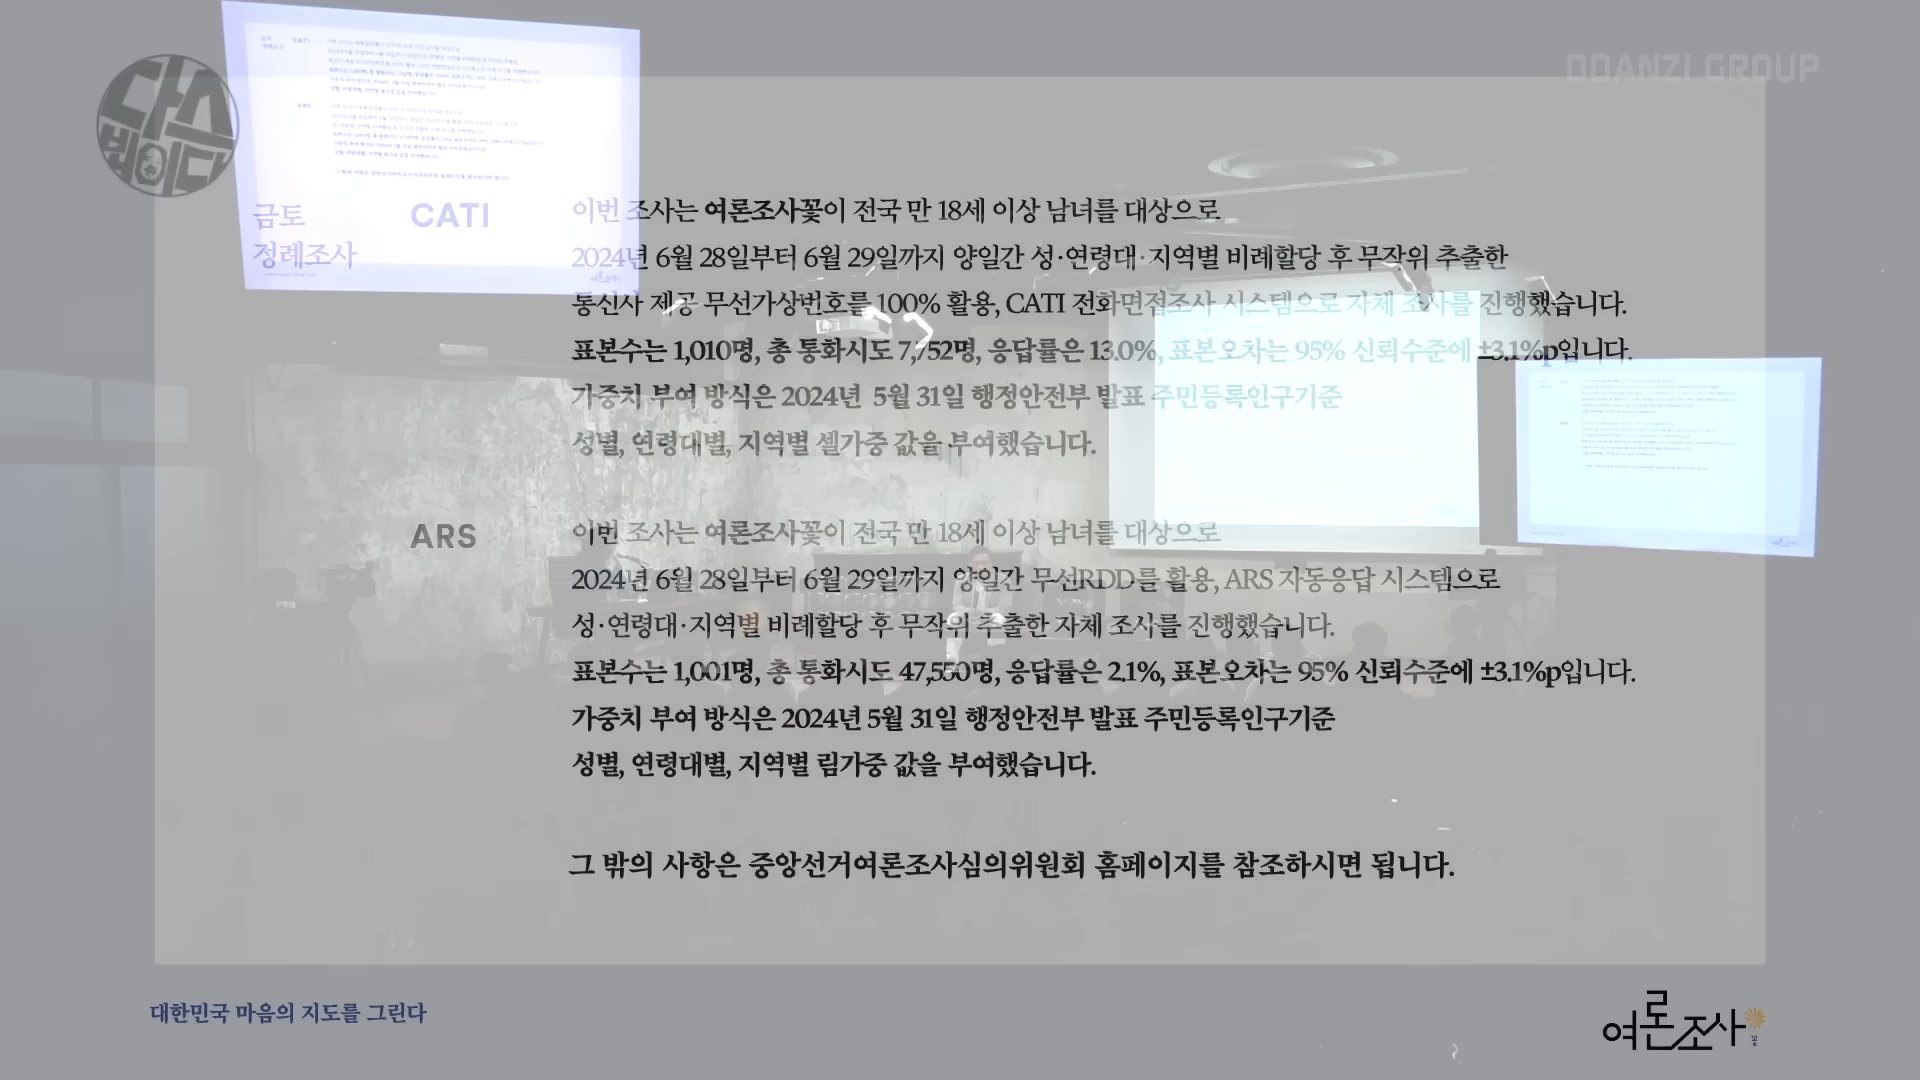 다스
뵈이다
DDANZI GROUP
금토
정례조사
CATI
이번 조사는 여론조사꽃이 전국 만 18세 이상 남녀를 대상으로
2024년 6월 28일부터 6월 29일까지 양일간 성·연령대·지역별 비례할당 후 무작위 추출한
통신사 제공 무선가상번호를 100% 활용, CATI 전화면접조사 시스템으로 자체 조사를 진행했습니다.
표본수는 1,010명, 총 통화시도 7,752명, 응답률은 13.0%, 표본오차는 95% 신뢰수준에 ±3.1%p입니다.
가중치 부여 방식은 2024년 5월 31일 행정안전부 발표 주민등록인구기준
성별, 연령대별, 지역별 셀가중 값을 부여했습니다.
ARS
이번 조사는 여론조사꽃이 전국 만 18세 이상 남녀를 대상으로
2024년 6월 28일부터 6월 29일까지 양일간 무선RDD를 활용, ARS 자동응답 시스템으로
성·연령대·지역별 비례할당 후 무작위 추출한 자체 조사를 진행했습니다.
표본수는 1,001명, 총 통화시도 47,550명, 응답률은 2.1%, 표본오차는 95% 신뢰수준에 ±3.1%p입니다.
가중치 부여 방식은 2024년 5월 31일 행정안전부 발표 주민등록인구기준
성별, 연령대별, 지역별 림가중 값을 부여했습니다.
그 밖의 사항은 중앙선거여론조사심의위원회 홈페이지를 참조하시면 됩니다.
대한민국 마음의 지도를 그린다
여론조사꽃